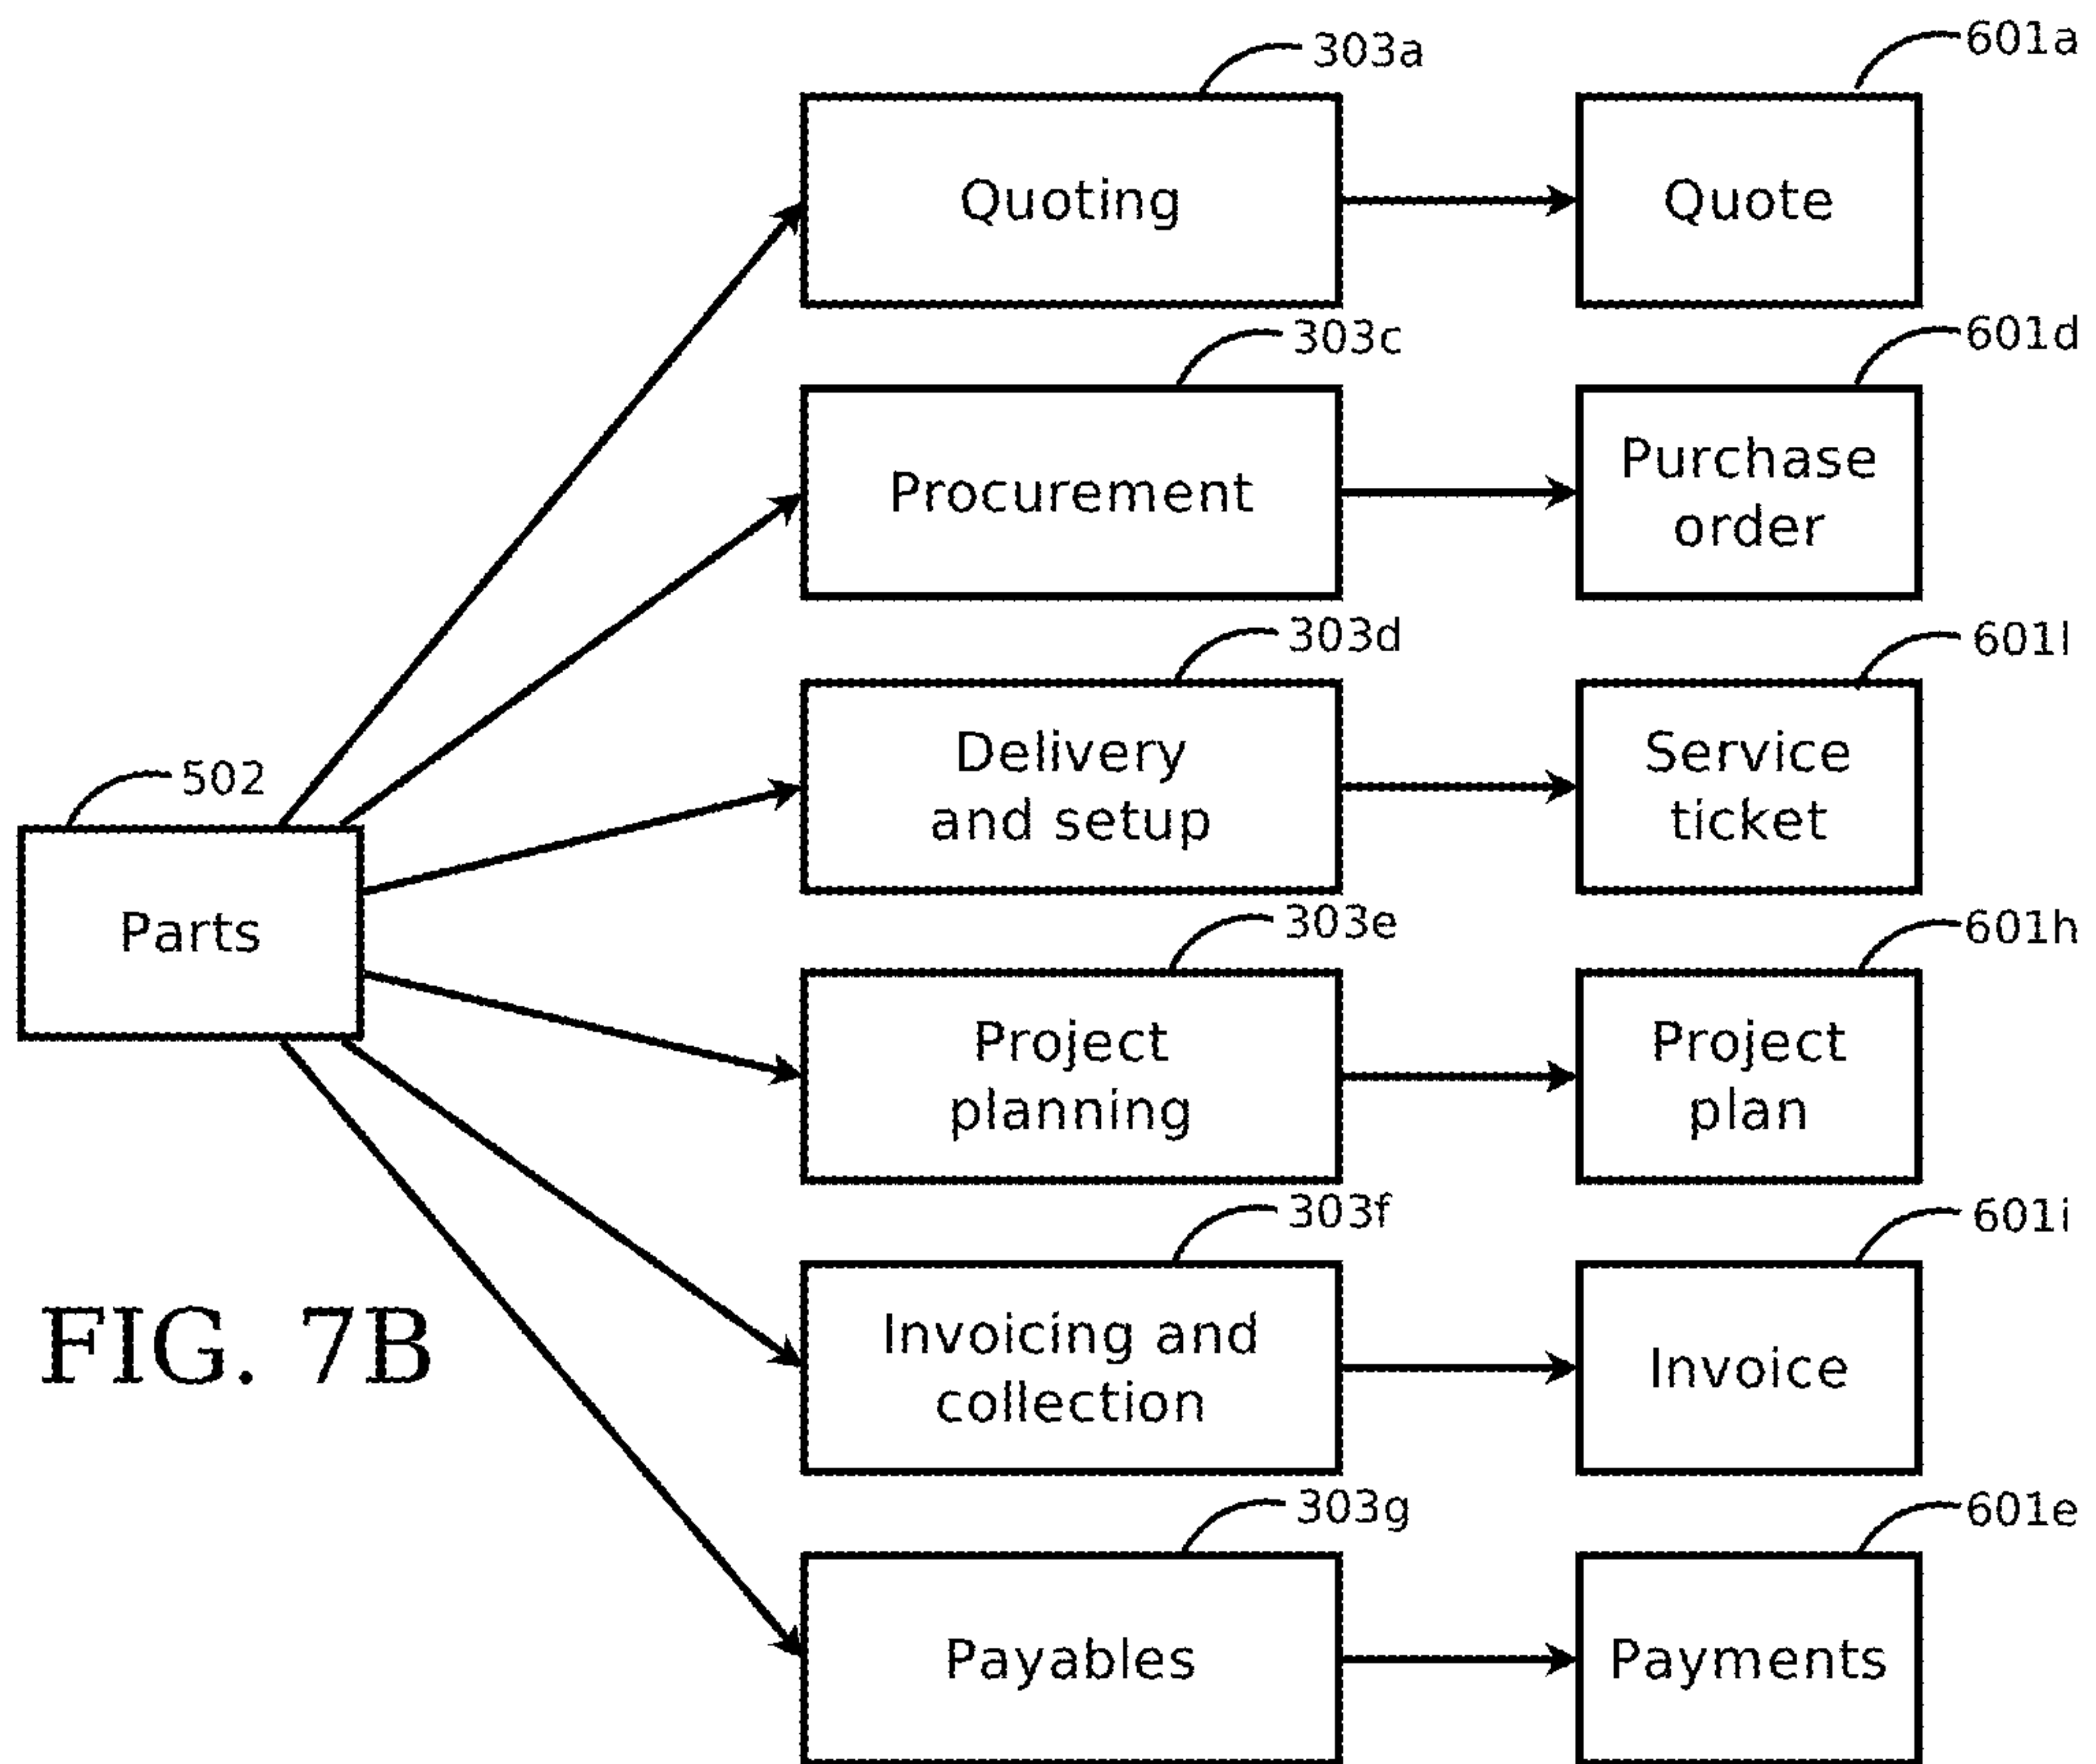 303a
601a
Quoting
Quote
303c
601d
Procurement
Purchase
order
303d
601l
Delivery
and setup
Service
ticket
502
Parts
303e
601h
Project
planning
Project
plan
303f
601i
Invoicing and
collection
Invoice
FIG. 7B
303g
601e
Payables
Payments